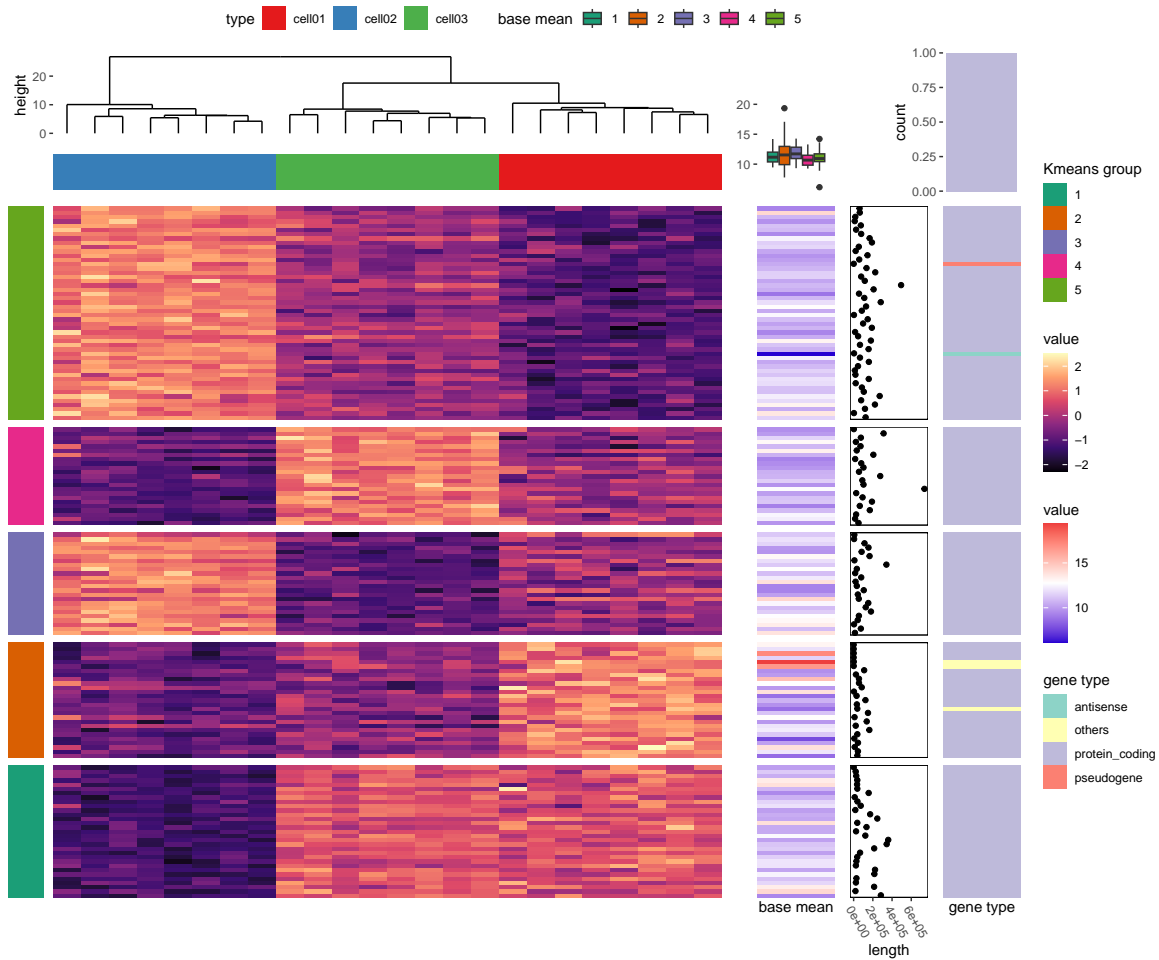 type cell01 cell02 cell03 base mean 1 2 3 4 5
height
20
10
0
20
15
10
count
1.00
0.75
0.50
0.25
0.00
Kmeans group
1
2
3
4
5
value
2
1
0
−1
−2
value
15
10
gene type
antisense
others
protein_coding
pseudogene
base mean
0e+00
2e+05
4e+05
6e+05
length
gene type